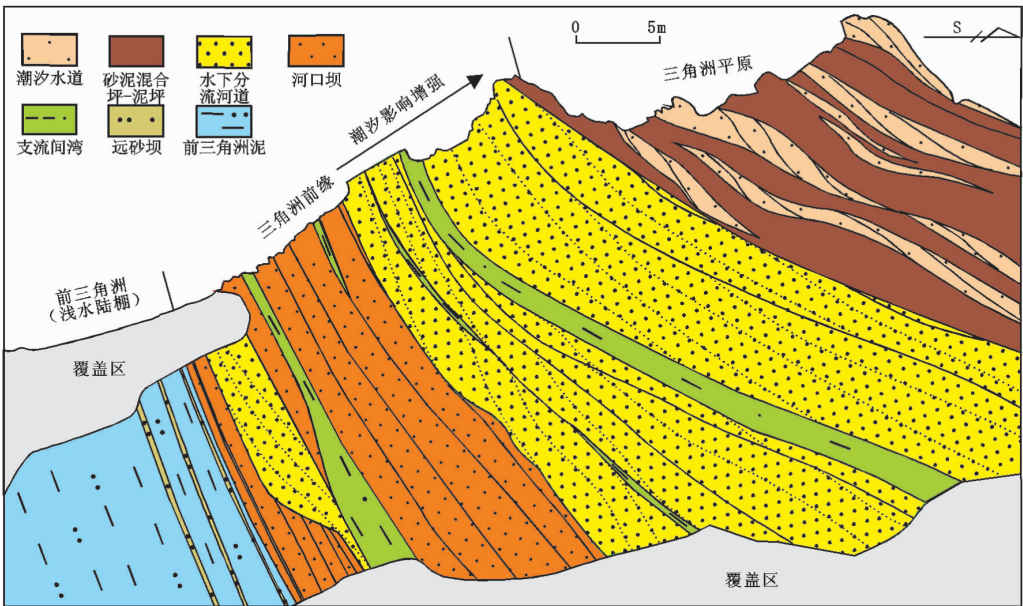 0 5m
S
潮汐水道
砂泥混合
坪-泥坪
水下分
流河道
河口坝
支流间湾
远砂坝
前三角洲泥
潮汐影响增强
三角洲平原
三角洲前缘
前三角洲
(浅水陆棚)
覆盖区
覆盖区